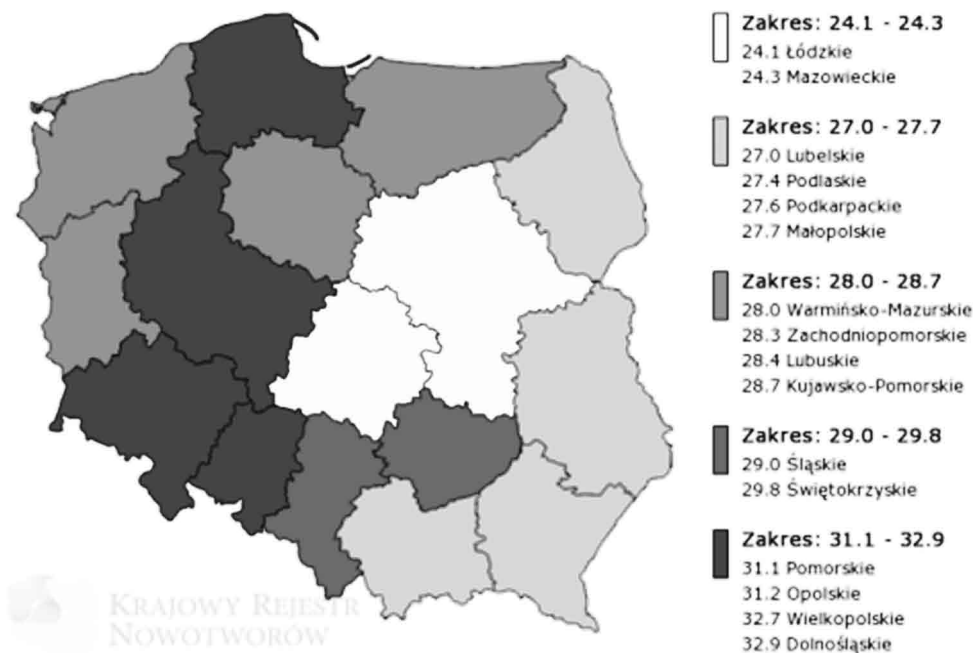 Zakres: 24.1 - 24.3
24.1 Łódzkie
24.3 Mazowieckie
Zakres: 27.0 - 27.7
27.0 Lubelskie
27.4 Podlaskie
27.6 Podkarpackie
27.7 Małopolskie
Zakres: 28.0 - 28.7
28.0 Warmińsko-Mazurskie
28.3 Zachodniopomorskie
28.4 Lubuskie
28.7 Kujawsko-Pomorskie
Zakres: 29.0 - 29.8
29.0 Śląskie
29.8 Świętokrzyskie
Zakres: 31.1 - 32.9
31.1 Pomorskie
31.2 Opolskie
32.7 Wielkopolskie
32.9 Dolnośląskie
KRAJOWY REJESTR
NOWOTWORÓW